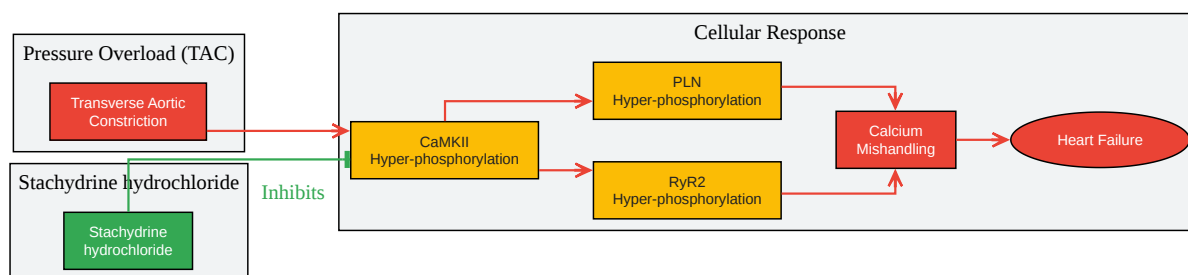 Pressure Overload (TAC)
Transverse Aortic
Constriction
Stachydrine hydrochloride
Stachydrine
hydrochloride
Inhibits
Cellular Response
CaMKII
Hyper-phosphorylation
PLN
Hyper-phosphorylation
RyR2
Hyper-phosphorylation
Calcium
Mishandling
Heart Failure